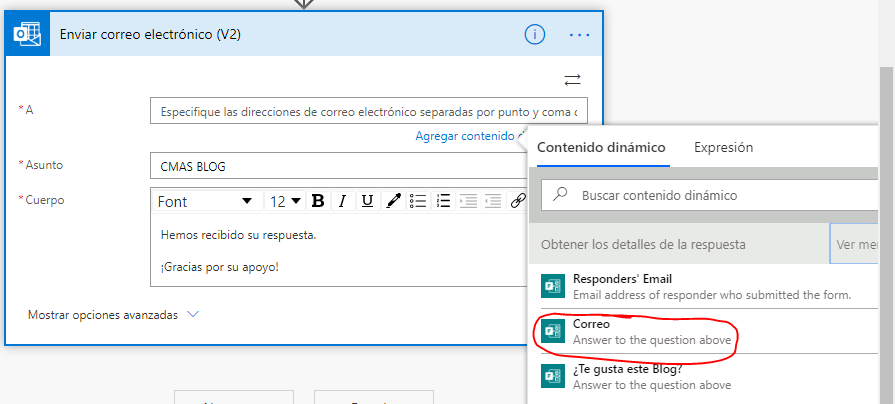 Enviar correo electrónico (V2)
* A
Especifique las direcciones de correo electrónico separadas por punto y coma
Agregar contenido
* Asunto
CMAS BLOG
* Cuerpo
Font 12 B I U
Hemos recibido su respuesta.
¡Gracias por su apoyo!
Mostrar opciones avanzadas
Contenido dinámico Expresión
Buscar contenido dinámico
Obtener los detalles de la respuesta Ver
Responders' Email
Email address of responder who submitted the form.
Correo
Answer to the question above
¿Te gusta este Blog?
Answer to the question above